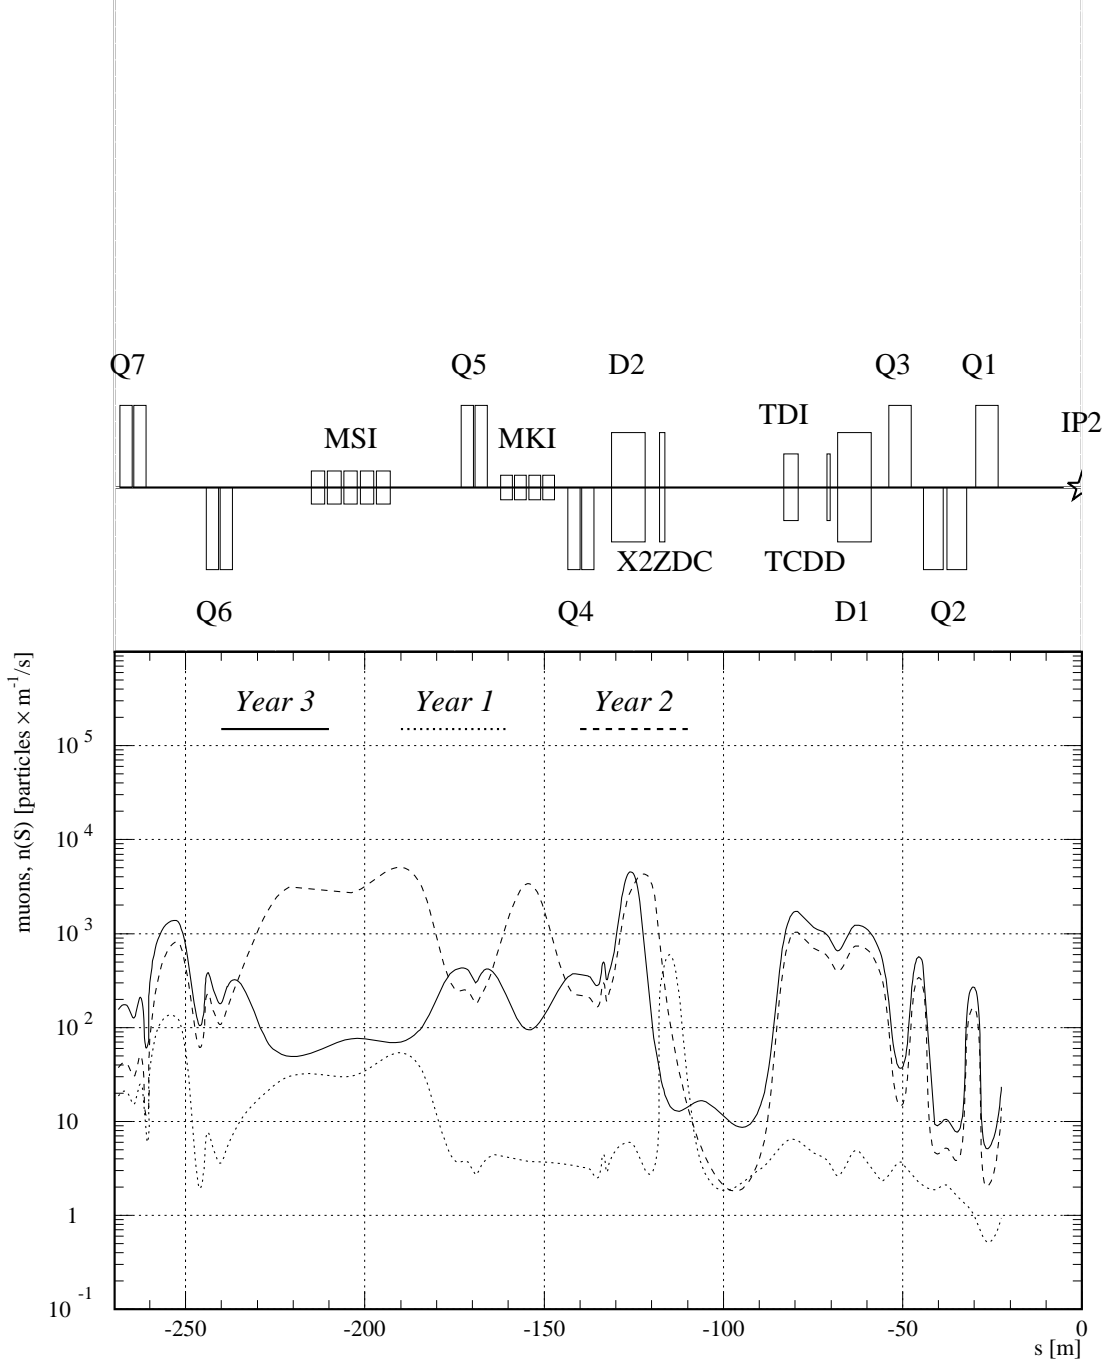 Q7 Q5 D2 Q3 Q1
TDI
IP2
MSI MKI
X2ZDC TCDD
Q6 Q4 D1 Q2
muons, n(S) [particles × m⁻¹/s]
Year 3 Year 1 Year 2
10⁵
10⁴
10³
10²
10
1
10⁻¹
-250 -200 -150 -100 -50 0
s [m]